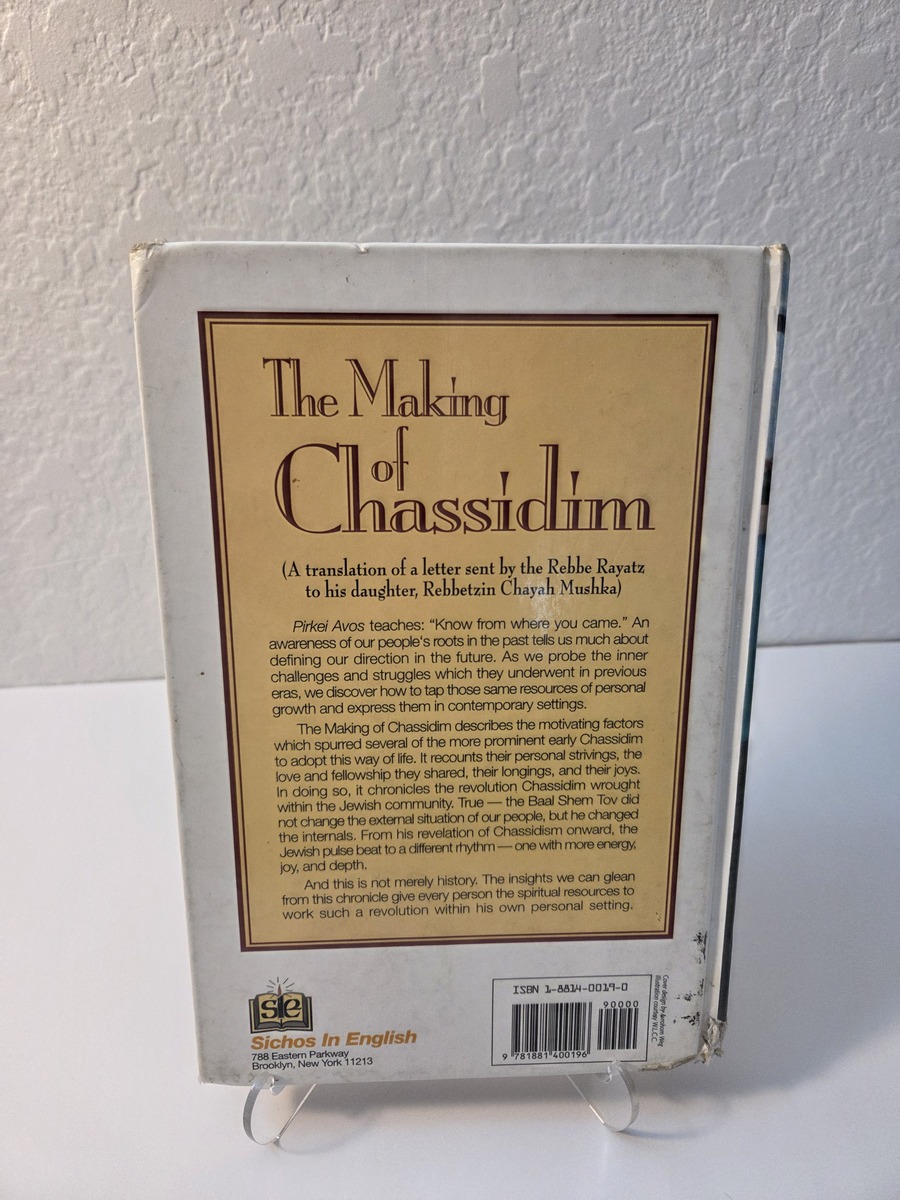 The Making
of
Chassidim
(A translation of a letter sent by the Rebbe Rayatz
to his daughter, Rebbetzin Chayah Mushka)
Pirkei Avos teaches: “Know from where you came.” An
awareness of our people's roots in the past tells us much about
defining our direction in the future. As we probe the inner
challenges and struggles which they underwent in previous
eras, we discover how to tap those same resources of personal
growth and express them in contemporary settings.
The Making of Chassidim describes the motivating factors
which spurred several of the more prominent early Chassidim
to adopt this way of life. It recounts their personal strivings, the
love and fellowship they shared, their longings, and their joys.
In doing so, it chronicles the revolution Chassidim wrought
within the Jewish community. True — the Baal Shem Tov did
not change the external situation of our people, but he changed
the internals. From his revelation of Chassidism onward, the
Jewish pulse beat to a different rhythm — one with more energy,
joy, and depth.
And this is not merely history. The insights we can glean
from this chronicle give every person the spiritual resources to
work such a revolution within his own personal setting.
sie
Sichos In English
788 Eastern Parkway
Brooklyn, New York 11213
ISBN 1-8814-0019-0
90000
9 781881 400196
Cover design by Avrohom Weg
Illustration courtesy W.L.C.C